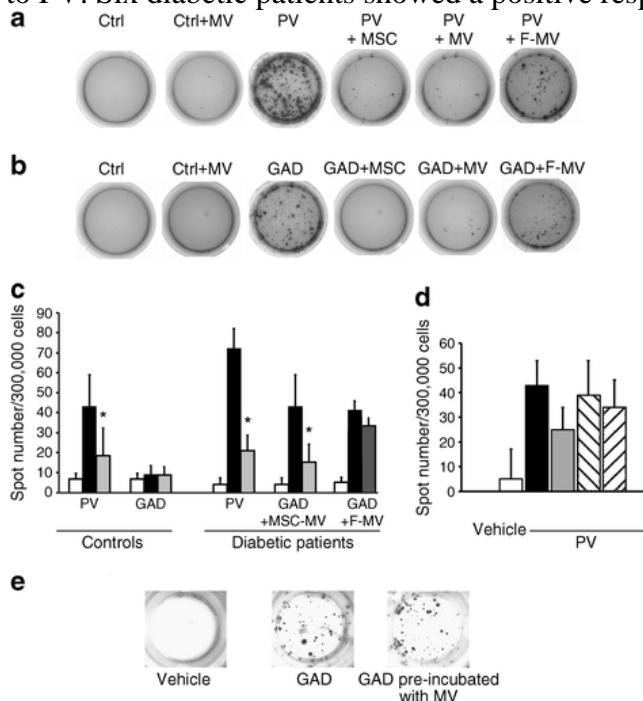 to PV. Six diabetic patients showed a positive resp
a
Ctrl Ctrl+MV PV PV + MSC PV + MV PV + F-MV
b
Ctrl Ctrl+MV GAD GAD+MSC GAD+MV GAD+F-MV
c
Spot number/300,000 cells
90
80
70
60
50
40
30
20
10
0
* * *
PV GAD PV GAD +MSC-MV GAD +F-MV
Controls Diabetic patients
d
Spot number/300,000 cells
60
50
40
30
20
10
0
Vehicle PV
e
Vehicle GAD GAD pre-incubated
with MV